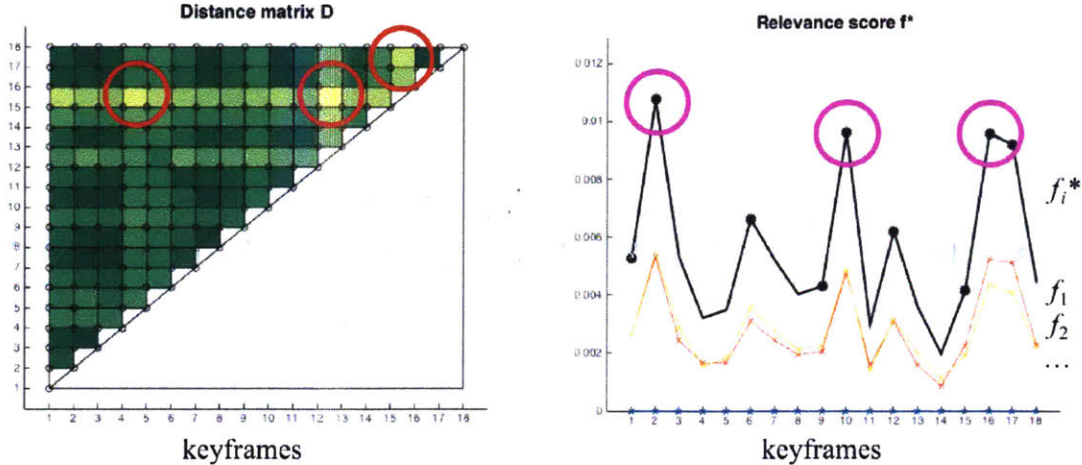 Distance matrix D
18
17
16
15
14
13
12
11
10
9
8
7
6
5
4
3
2
1
1 2 3 4 5 6 7 8 9 10 11 12 13 14 15 16 17 18
keyframes
Relevance score f*
0.012
0.01
0.008
0.006
0.004
0.002
0
1 2 3 4 5 6 7 8 9 10 11 12 13 14 15 16 17 18
keyframes
f_i*
f_1
f_2
...